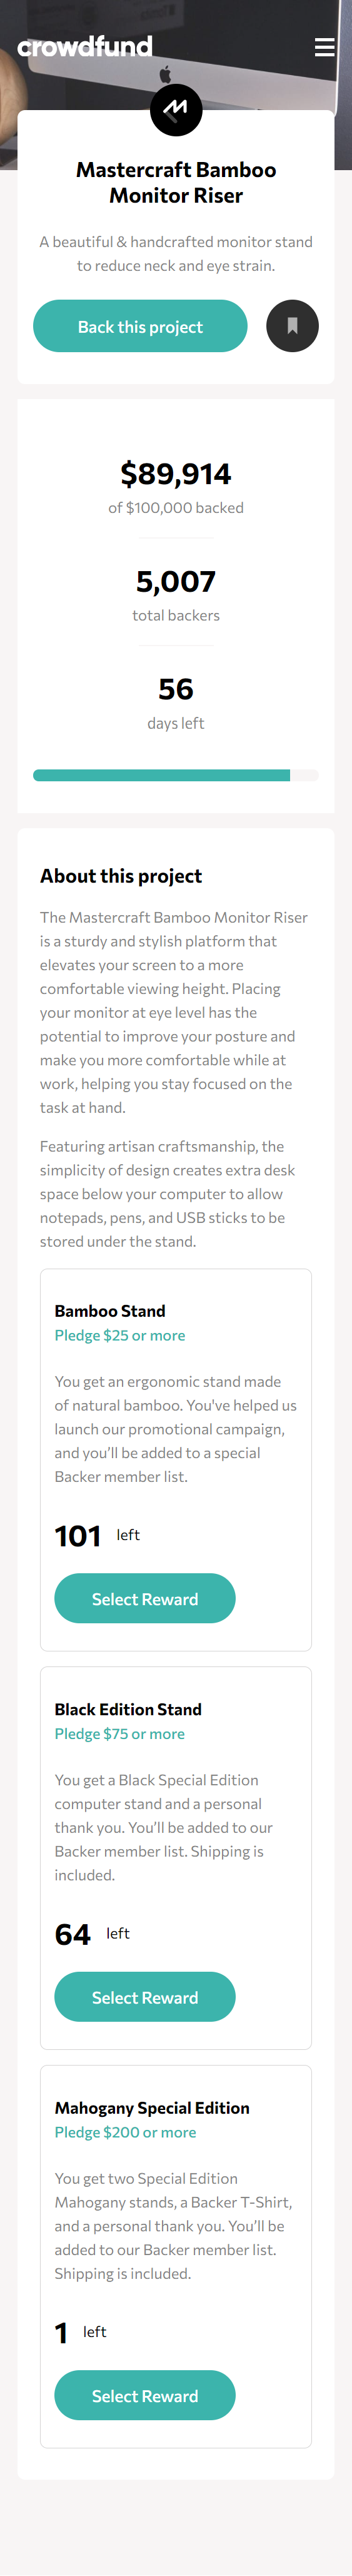 crowdfund
Mastercraft Bamboo
Monitor Riser
A beautiful & handcrafted monitor stand
to reduce neck and eye strain.
Back this project
$89,914
of $100,000 backed
5,007
total backers
56
days left
About this project
The Mastercraft Bamboo Monitor Riser
is a sturdy and stylish platform that
elevates your screen to a more
comfortable viewing height. Placing
your monitor at eye level has the
potential to improve your posture and
make you more comfortable while at
work, helping you stay focused on the
task at hand.
Featuring artisan craftsmanship, the
simplicity of design creates extra desk
space below your computer to allow
notepads, pens, and USB sticks to be
stored under the stand.
Bamboo Stand
Pledge $25 or more
You get an ergonomic stand made
of natural bamboo. You've helped us
launch our promotional campaign,
and you’ll be added to a special
Backer member list.
101 left
Select Reward
Black Edition Stand
Pledge $75 or more
You get a Black Special Edition
computer stand and a personal
thank you. You’ll be added to our
Backer member list. Shipping is
included.
64 left
Select Reward
Mahogany Special Edition
Pledge $200 or more
You get two Special Edition
Mahogany stands, a Backer T-Shirt,
and a personal thank you. You’ll be
added to our Backer member list.
Shipping is included.
1 left
Select Reward